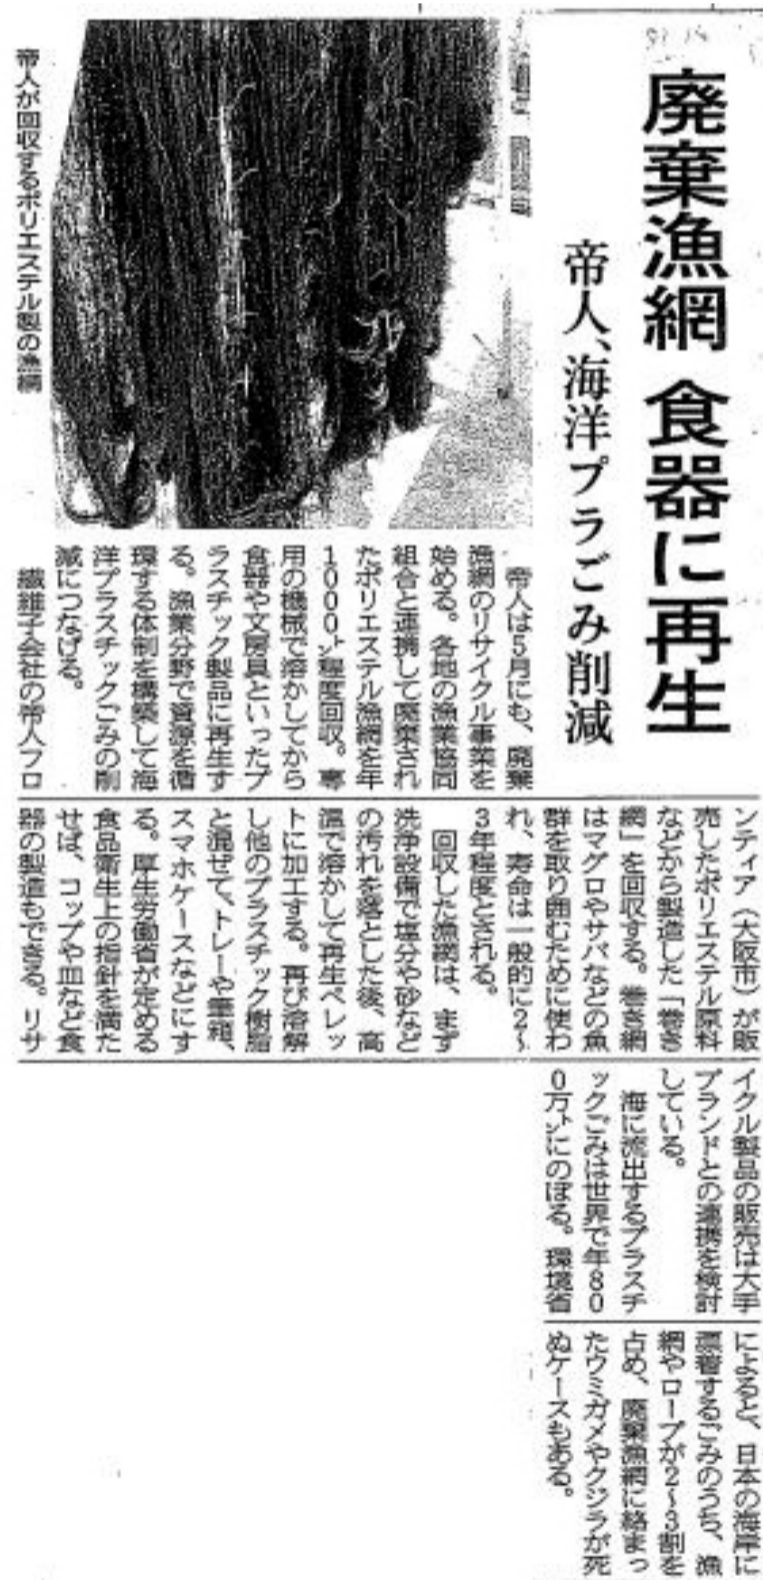 廃棄漁網 食器に再生
帝人、海洋プラごみ削減
帝人が回収するポリエステル製の漁網
帝人は5月にも、廃棄
漁網のリサイクル事業を
始める。各地の漁業協同
組合と連携して廃棄され
たポリエステル漁網を年
1000㌧程度回収。専
用の機械で溶かしてから
食器や文房具といったプ
ラスチック製品に再生す
る。漁業分野で資源を循
環する体制を構築して海
洋プラスチックごみの削
減につなげる。
繊維子会社の帝人フロ
ンティア(大阪市)が販
売したポリエステル原料
などから製造した「巻き
網」を回収する。巻き網
はマグロやサバなどの魚
群を取り囲むために使わ
れ、寿命は一般的に2〜
3年程度とされる。
回収した漁網は、まず
洗浄設備で塩分や砂など
の汚れを落とした後、高
温で溶かして再生ペレッ
トに加工する。再び溶解
し他のプラスチック樹脂
と混ぜて、トレーや筆箱、
スマホケースなどにす
る。厚生労働省が定める
食品衛生上の指針を満た
せば、コップや皿など食
器の製造もできる。リサ
イクル製品の販売は大手
ブランドとの連携を検討
している。
海に流出するプラスチ
ックごみは世界で年80
0万㌧にのぼる。環境省
によると、日本の海岸に
漂着するごみのうち、漁
網やロープが2〜3割を
占め、廃棄漁網に絡まっ
たウミガメやクジラが死
ぬケースもある。